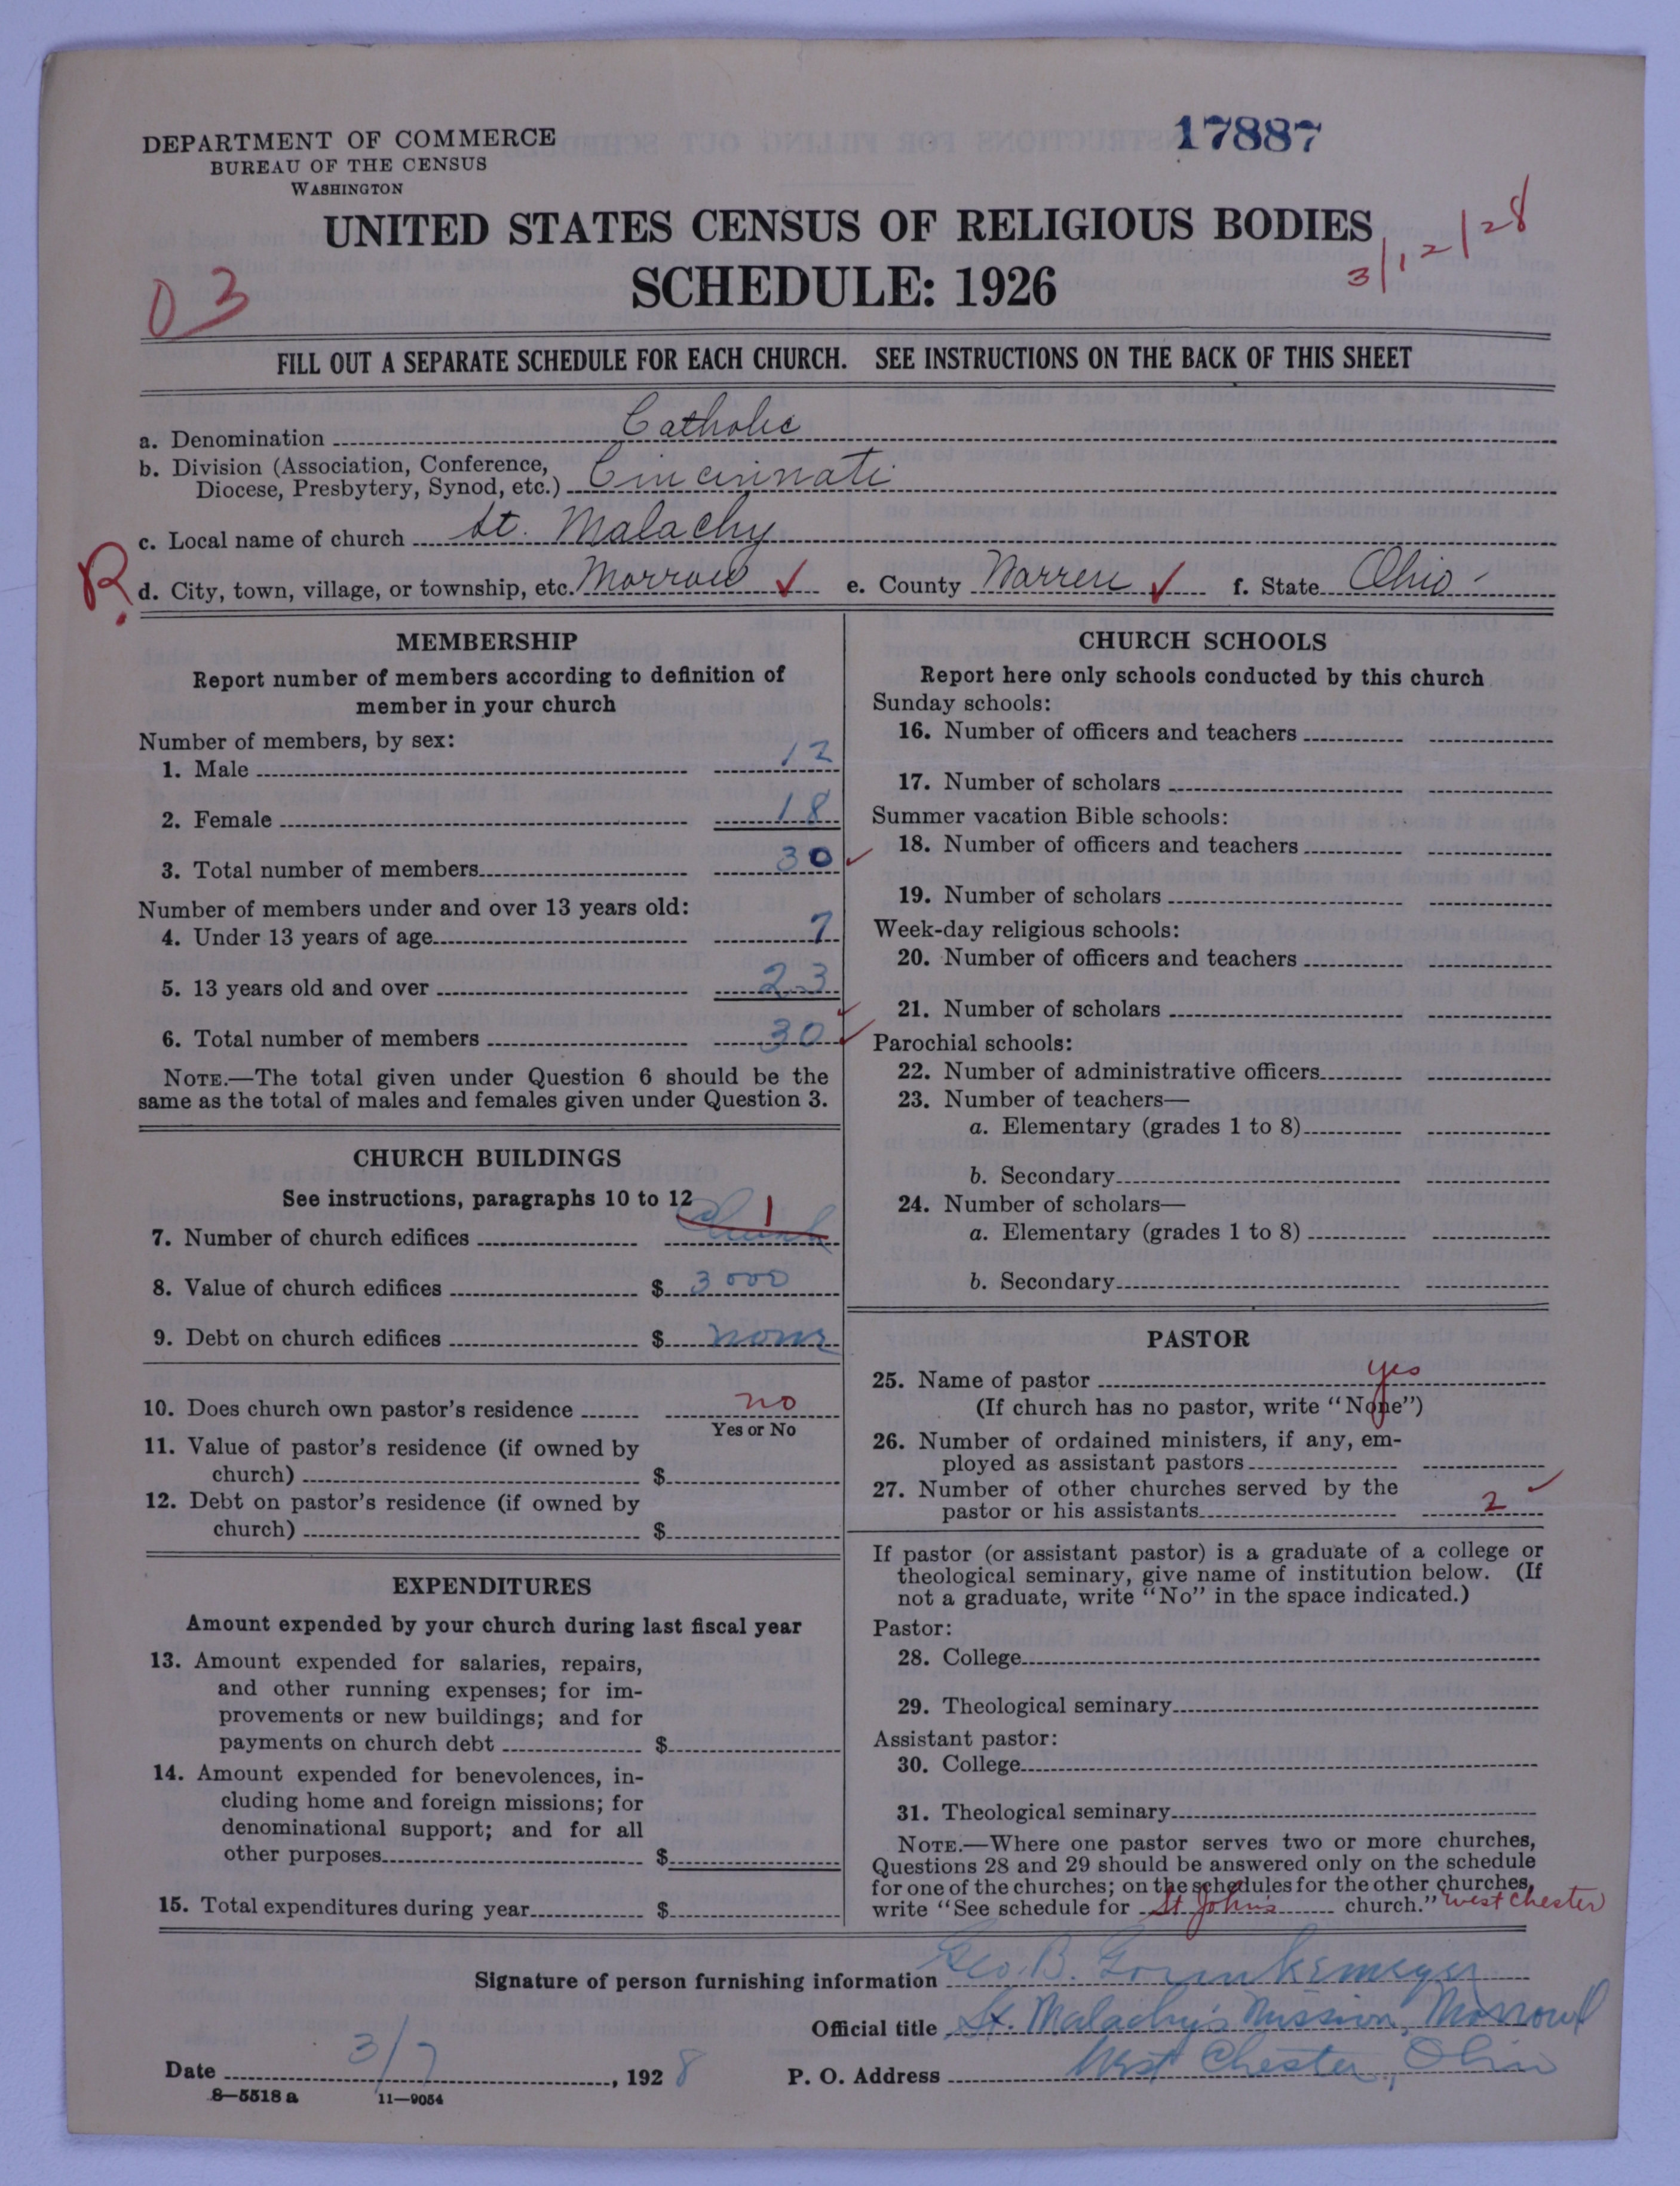 17887
DEPARTMENT OF COMMERCE
BUREAU OF THE CENSUS
WASHINGTON
UNITED STATES CENSUS OF RELIGIOUS BODIES
SCHEDULE: 1926
3/12/28
03
FILL OUT A SEPARATE SCHEDULE FOR EACH CHURCH. SEE INSTRUCTIONS ON THE BACK OF THIS SHEET
a. Denomination Catholic
b. Division (Association, Conference,
Diocese, Presbytery, Synod, etc.) Cincinnati
c. Local name of church St. Malachy
R. d. City, town, village, or township, etc. Morrow ✓ e. County Warren ✓ f. State Ohio -
MEMBERSHIP
Report number of members according to definition of
member in your church
Number of members, by sex:
1. Male 12
2. Female 18
3. Total number of members 30 ✓
Number of members under and over 13 years old:
4. Under 13 years of age 7
5. 13 years old and over 23
6. Total number of members 30 ✓
NOTE.—The total given under Question 6 should be the
same as the total of males and females given under Question 3.
CHURCH BUILDINGS
See instructions, paragraphs 10 to 12
7. Number of church edifices Church 1
8. Value of church edifices $ 3000
9. Debt on church edifices $ none
10. Does church own pastor's residence no
Yes or No
11. Value of pastor's residence (if owned by
church) $
12. Debt on pastor's residence (if owned by
church) $
EXPENDITURES
Amount expended by your church during last fiscal year
13. Amount expended for salaries, repairs,
and other running expenses; for im-
provements or new buildings; and for
payments on church debt $
14. Amount expended for benevolences, in-
cluding home and foreign missions; for
denominational support; and for all
other purposes $
15. Total expenditures during year $
CHURCH SCHOOLS
Report here only schools conducted by this church
Sunday schools:
16. Number of officers and teachers
17. Number of scholars
Summer vacation Bible schools:
18. Number of officers and teachers
19. Number of scholars
Week-day religious schools:
20. Number of officers and teachers
21. Number of scholars
Parochial schools:
22. Number of administrative officers
23. Number of teachers—
a. Elementary (grades 1 to 8)
b. Secondary
24. Number of scholars—
a. Elementary (grades 1 to 8)
b. Secondary
PASTOR
25. Name of pastor yes
(If church has no pastor, write "None")
26. Number of ordained ministers, if any, em-
ployed as assistant pastors
27. Number of other churches served by the
pastor or his assistants 2 ✓
If pastor (or assistant pastor) is a graduate of a college or
theological seminary, give name of institution below. (If
not a graduate, write "No" in the space indicated.)
Pastor:
28. College
29. Theological seminary
Assistant pastor:
30. College
31. Theological seminary
NOTE.—Where one pastor serves two or more churches,
Questions 28 and 29 should be answered only on the schedule
for one of the churches; on the schedules for the other churches,
write "See schedule for St John's church." West Chester
Signature of person furnishing information Geo. B.
Official title St. Malachy's Mission, Morrow
Date 3/7, 1928 P. O. Address West Chester, Ohio
8—5518 a 11—9054